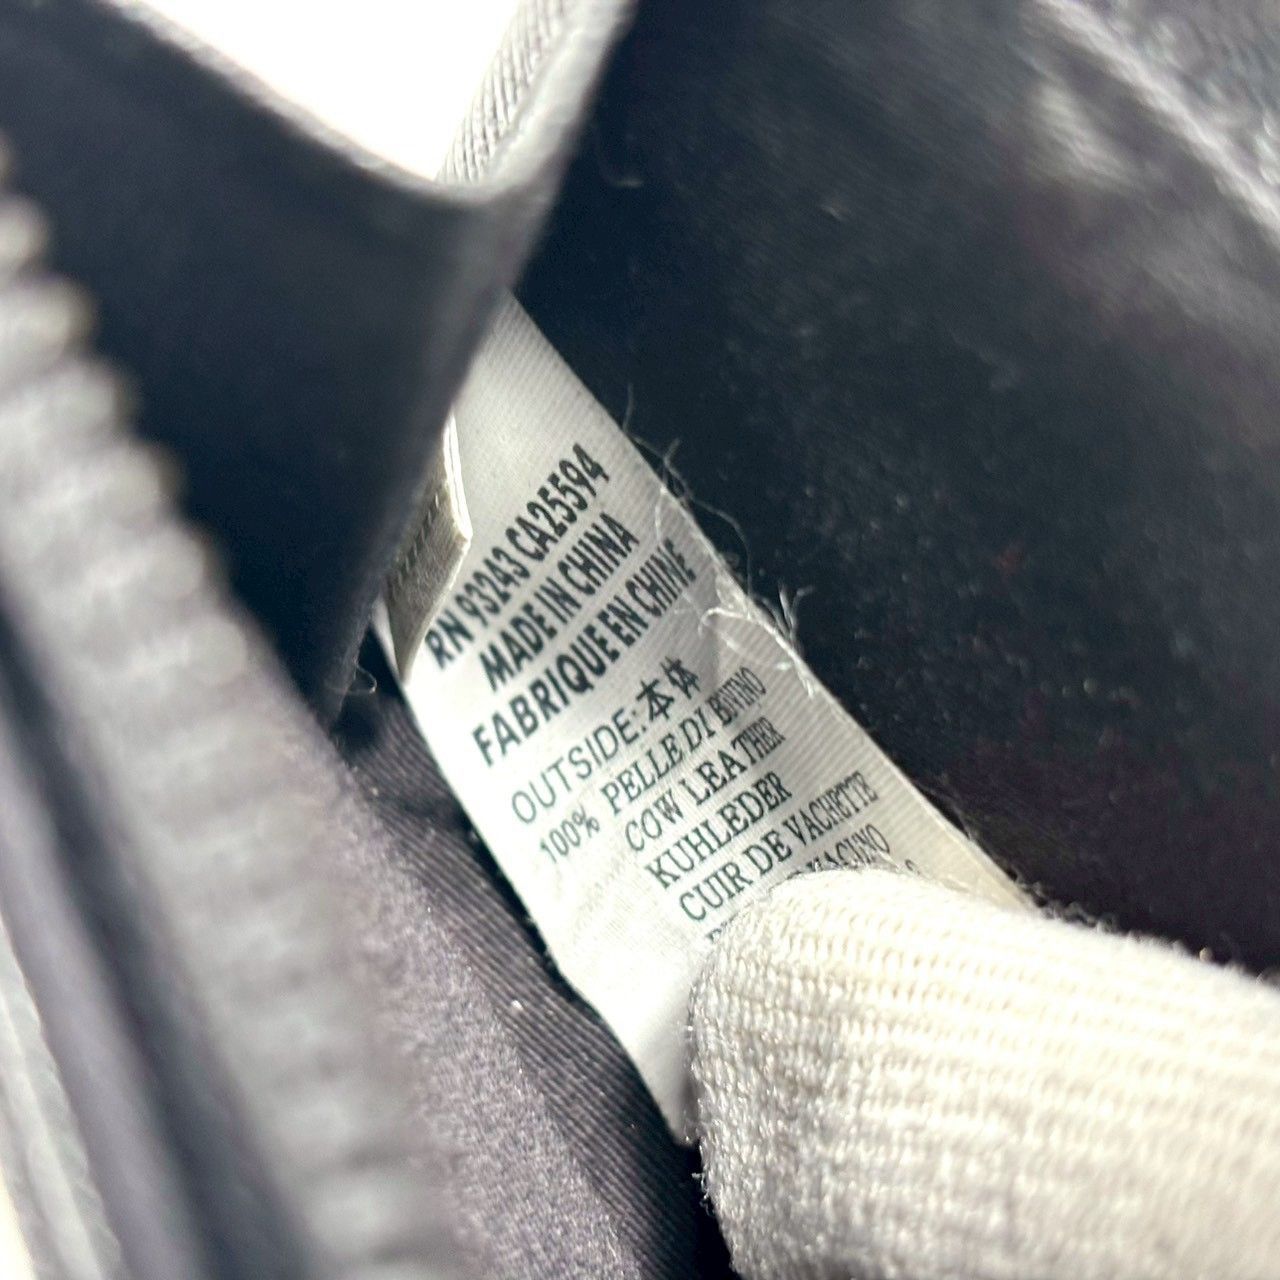 RN 93243 CA25594
MADE IN CHINA
FABRIQUE EN CHINE
OUTSIDE:本体
100% PELLE DI BOVINO
COW LEATHER
KUHLEDER
CUIR DE VACHETTE
VACUNO